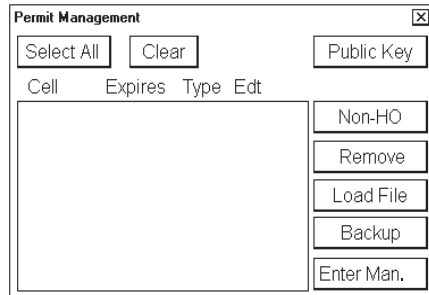 Permit Management
Select All Clear Public Key
Cell Expires Type Edt
Non-HO
Remove
Load File
Backup
Enter Man.